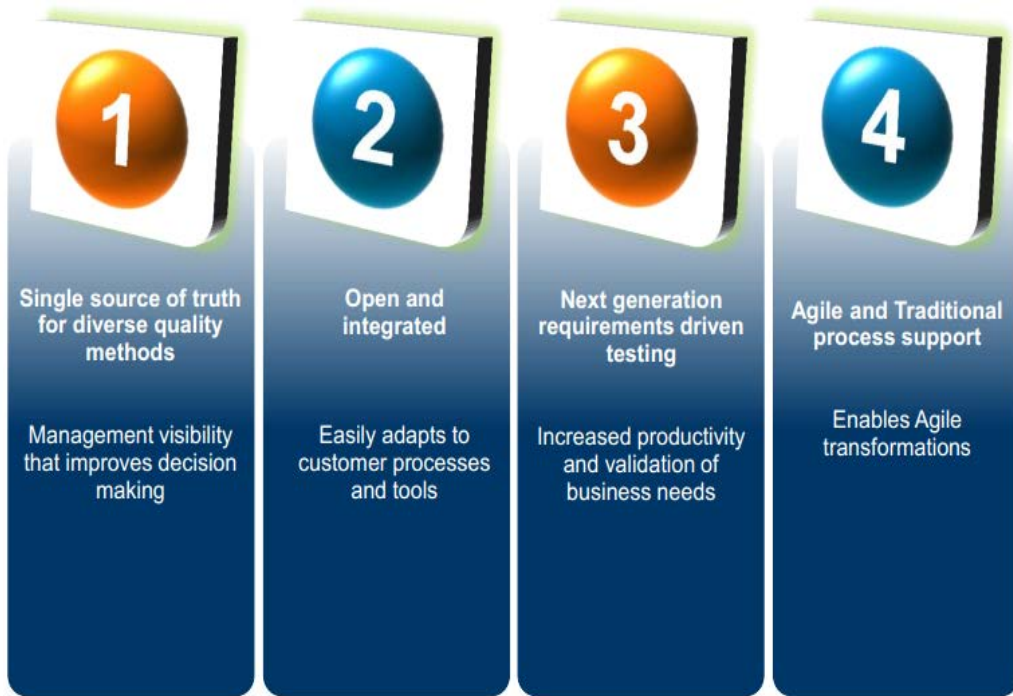 1
Single source of truth
for diverse quality
methods
Management visibility
that improves decision
making
2
Open and
integrated
Easily adapts to
customer processes
and tools
3
Next generation
requirements driven
testing
Increased productivity
and validation of
business needs
4
Agile and Traditional
process support
Enables Agile
transformations